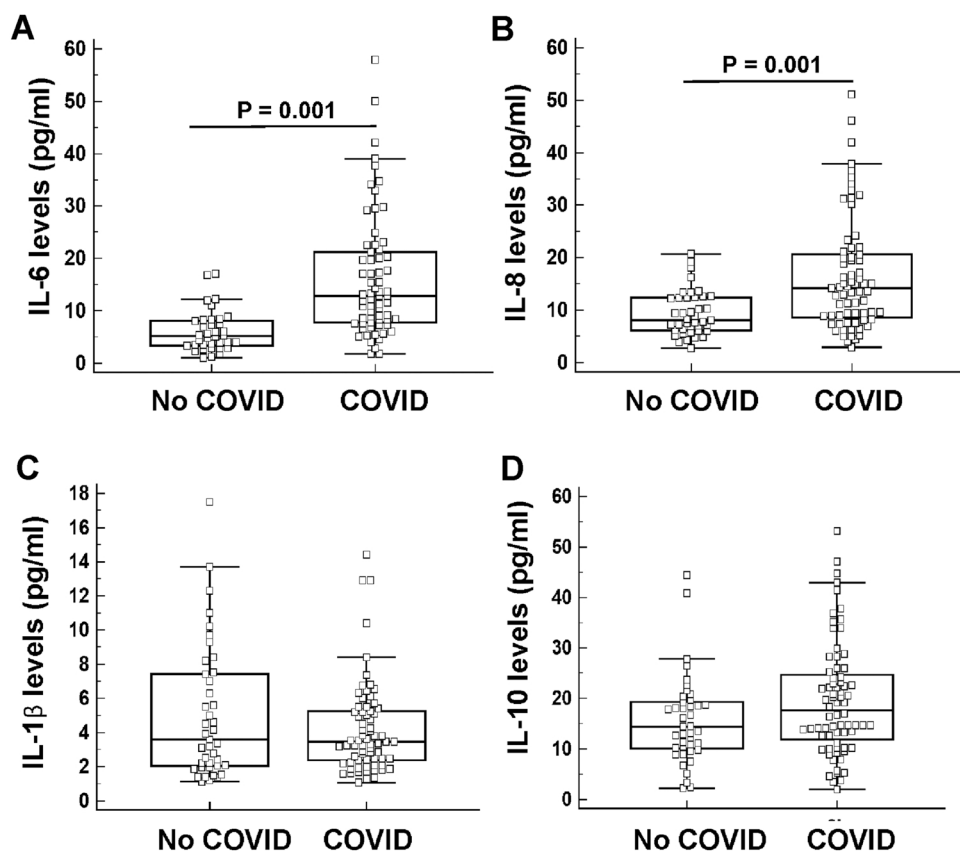 A
IL-6 levels (pg/ml)
60
50
40
30
20
10
0
P = 0.001
No COVID
COVID
B
IL-8 levels (pg/ml)
60
50
40
30
20
10
0
P = 0.001
No COVID
COVID
C
IL-1β levels (pg/ml)
18
16
14
12
10
8
6
4
2
0
No COVID
COVID
D
IL-10 levels (pg/ml)
60
50
40
30
20
10
0
No COVID
COVID